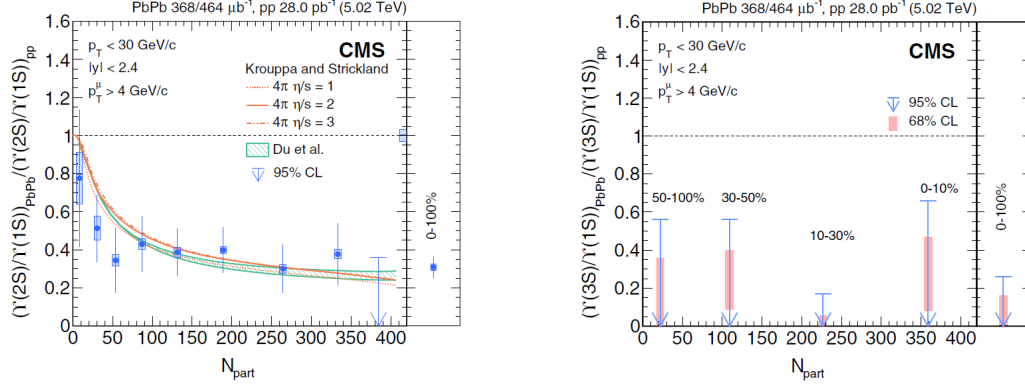 PbPb 368/464 μb⁻¹, pp 28.0 pb⁻¹ (5.02 TeV)
p_T < 30 GeV/c
|y| < 2.4
p_T^μ > 4 GeV/c
CMS
Krouppa and Strickland
4π η/s = 1
4π η/s = 2
4π η/s = 3
Du et al.
95% CL
(ϒ(2S)/ϒ(1S))_PbPb/(ϒ(2S)/ϒ(1S))_pp
1.6
1.4
1.2
1
0.8
0.6
0.4
0.2
0
0 50 100 150 200 250 300 350 400
N_part
0-100%
PbPb 368/464 μb⁻¹, pp 28.0 pb⁻¹ (5.02 TeV)
p_T < 30 GeV/c
|y| < 2.4
p_T^μ > 4 GeV/c
CMS
95% CL
68% CL
50-100%
30-50%
10-30%
0-10%
(ϒ(3S)/ϒ(1S))_PbPb/(ϒ(3S)/ϒ(1S))_pp
1.6
1.4
1.2
1
0.8
0.6
0.4
0.2
0
0 50 100 150 200 250 300 350 400
N_part
0-100%